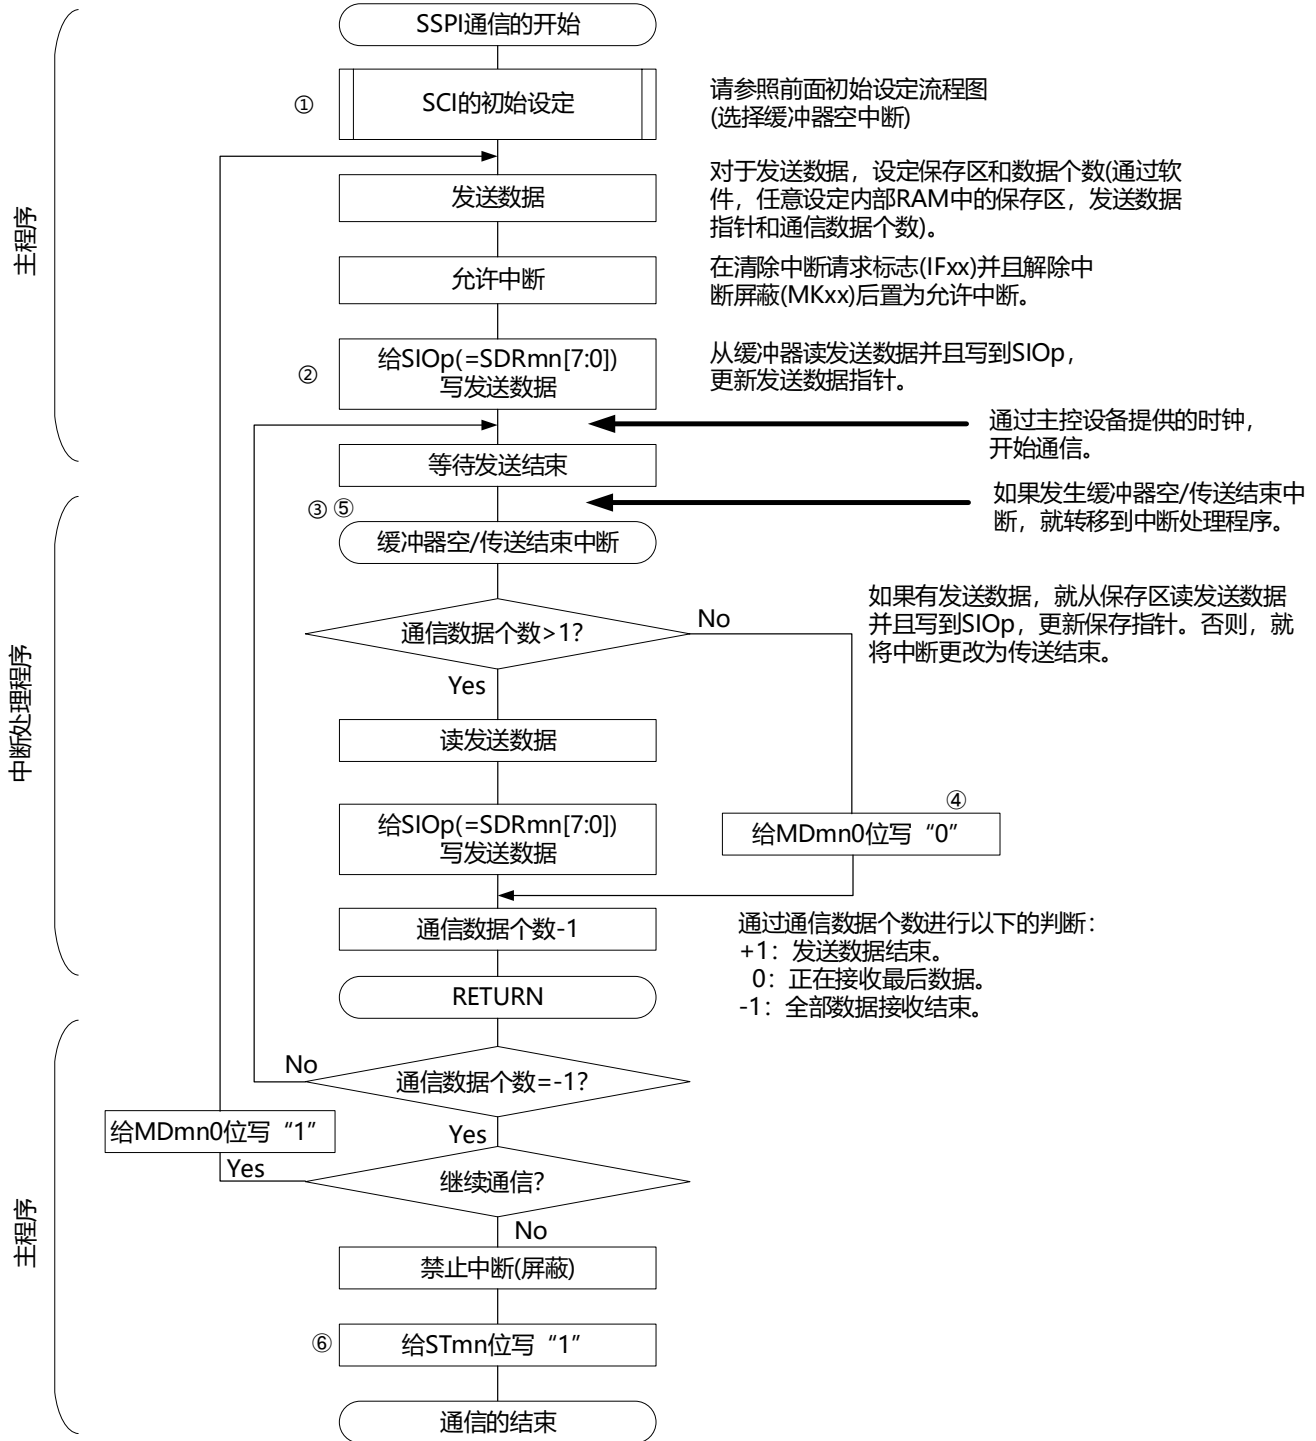 SSPI通信的开始
①
SCI的初始设定
请参照前面初始设定流程图
(选择缓冲器空中断)
主程序
发送数据
对于发送数据，设定保存区和数据个数(通过软
件，任意设定内部RAM中的保存区，发送数据
指针和通信数据个数)。
允许中断
在清除中断请求标志(IFxx)并且解除中
断屏蔽(MKxx)后置为允许中断。
②
给SIOp(=SDRmn[7:0])
写发送数据
从缓冲器读发送数据并且写到SIOp，
更新发送数据指针。
通过主控设备提供的时钟，
开始通信。
等待发送结束
如果发生缓冲器空/传送结束中
断，就转移到中断处理程序。
③ ⑤
缓冲器空/传送结束中断
中断处理程序
通信数据个数>1?
No
Yes
如果有发送数据，就从保存区读发送数据
并且写到SIOp，更新保存指针。否则，就
将中断更改为传送结束。
读发送数据
给SIOp(=SDRmn[7:0])
写发送数据
④
给MDmn0位写“0”
通信数据个数-1
通过通信数据个数进行以下的判断：
+1：发送数据结束。
0：正在接收最后数据。
-1：全部数据接收结束。
RETURN
主程序
No
通信数据个数=-1?
Yes
给MDmn0位写“1”
Yes
继续通信?
No
禁止中断(屏蔽)
⑥
给STmn位写“1”
通信的结束